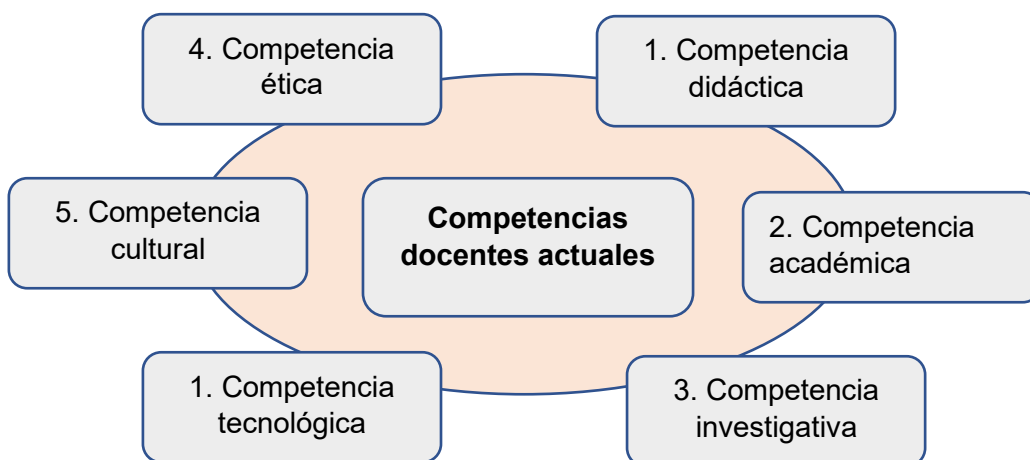 4. Competencia
ética
1. Competencia
didáctica
5. Competencia
cultural
Competencias
docentes actuales
2. Competencia
académica
1. Competencia
tecnológica
3. Competencia
investigativa